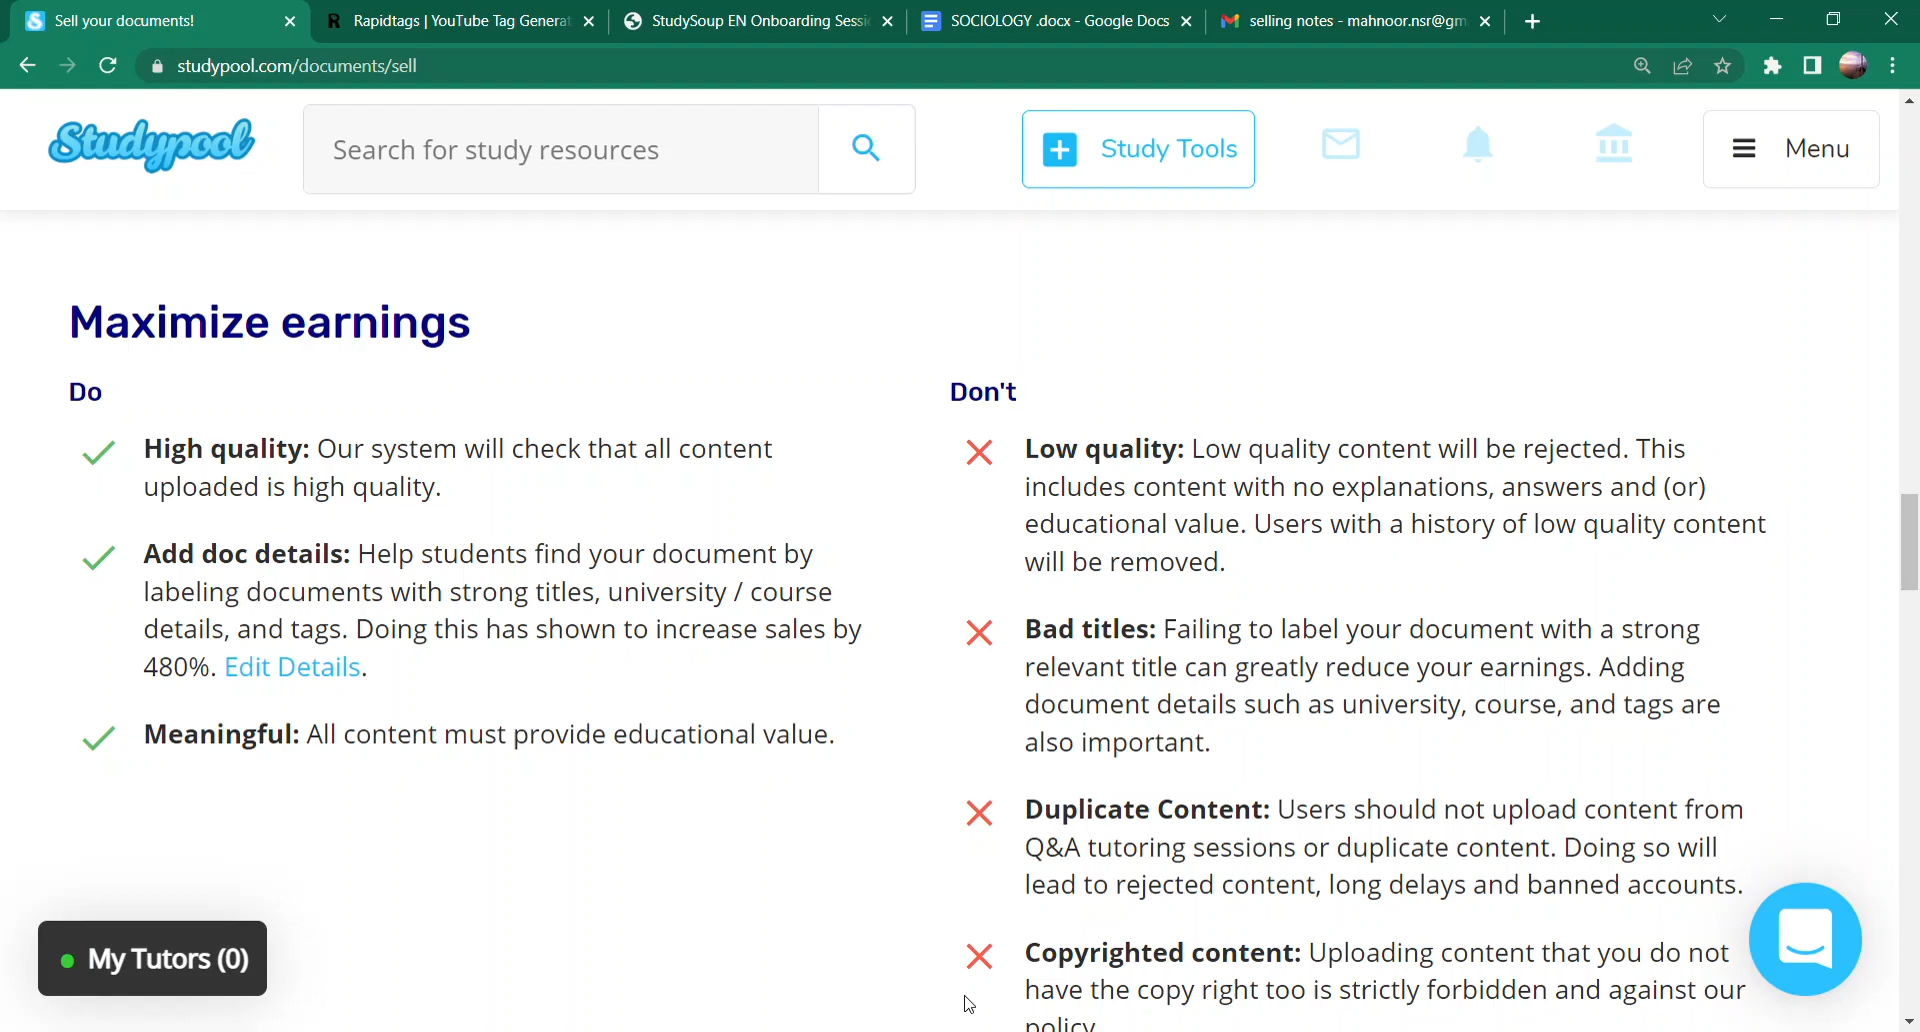 Sell your documents!
Rapidtags | YouTube Tag Generat
StudySoup EN Onboarding Sessi
SOCIOLOGY .docx - Google Docs
selling notes - mahnoor.nsr@gm
studypool.com/documents/sell
Studypool
Search for study resources
Study Tools
Menu
Maximize earnings
Do
High quality: Our system will check that all content
uploaded is high quality.
Add doc details: Help students find your document by
labeling documents with strong titles, university / course
details, and tags. Doing this has shown to increase sales by
480%. Edit Details.
Meaningful: All content must provide educational value.
Don't
Low quality: Low quality content will be rejected. This
includes content with no explanations, answers and (or)
educational value. Users with a history of low quality content
will be removed.
Bad titles: Failing to label your document with a strong
relevant title can greatly reduce your earnings. Adding
document details such as university, course, and tags are
also important.
Duplicate Content: Users should not upload content from
Q&A tutoring sessions or duplicate content. Doing so will
lead to rejected content, long delays and banned accounts.
Copyrighted content: Uploading content that you do not
have the copy right too is strictly forbidden and against our
policy
My Tutors (0)